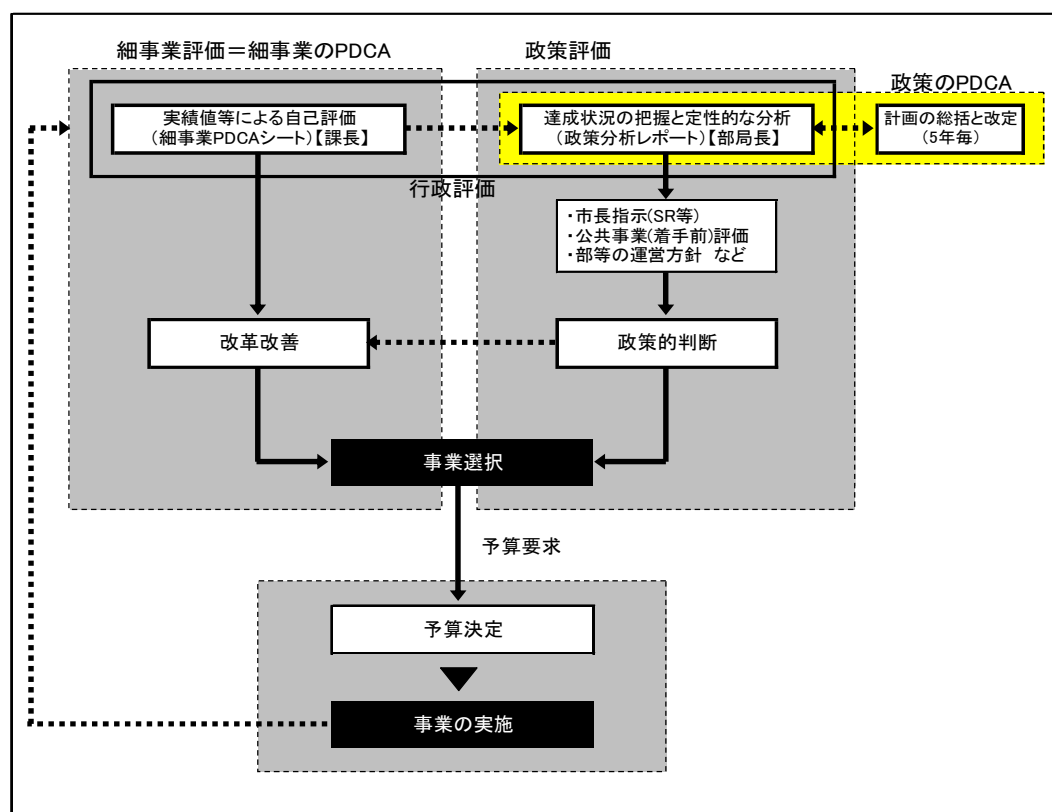 細事業評価＝細事業のPDCA
政策評価
政策のPDCA
実績値等による自己評価
(細事業PDCAシート)【課長】
達成状況の把握と定性的な分析
(政策分析レポート)【部局長】
計画の総括と改定
(5年毎)
行政評価
・市長指示(SR等)
・公共事業(着手前)評価
・部等の運営方針 など
改革改善
政策的判断
事業選択
予算要求
予算決定
事業の実施